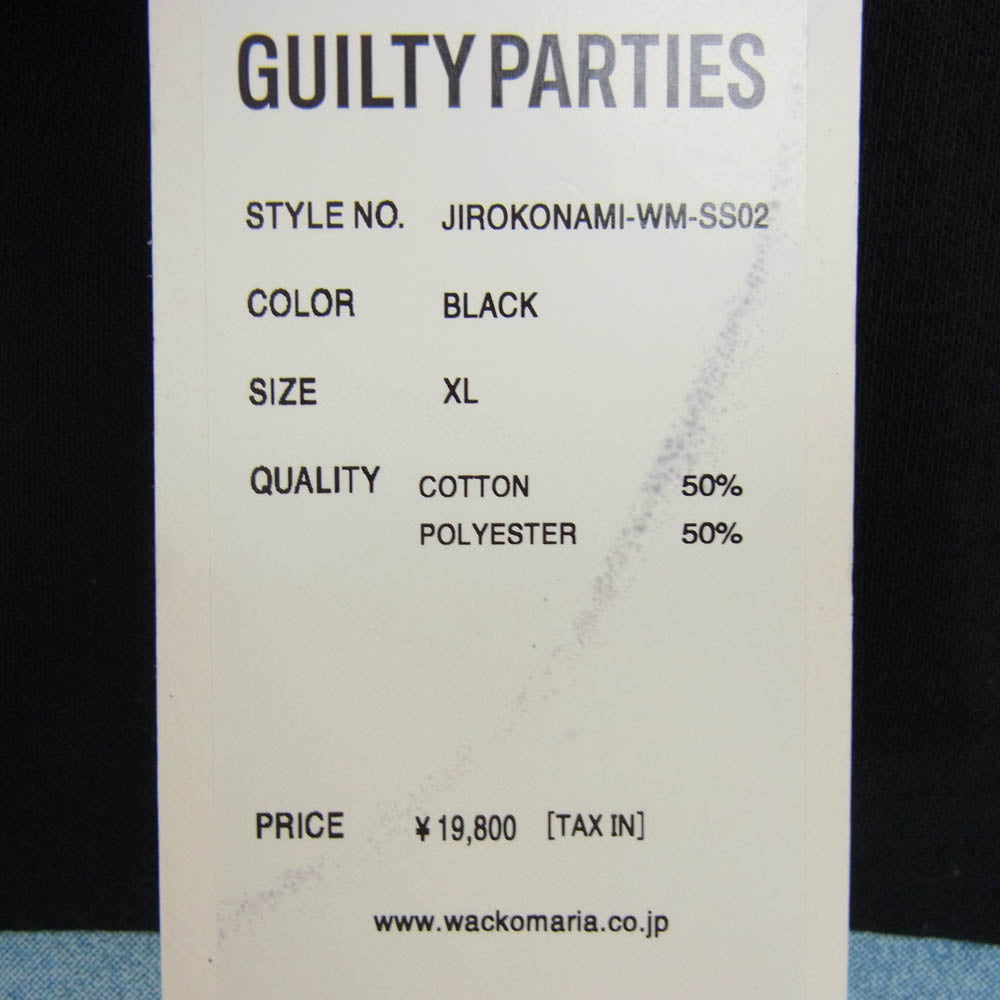 GUILTY PARTIES
STYLE NO. JIROKONAMI-WM-SS02
COLOR BLACK
SIZE XL
QUALITY COTTON 50%
POLYESTER 50%
PRICE ¥19,800 [TAX IN]
www.wackomaria.co.jp